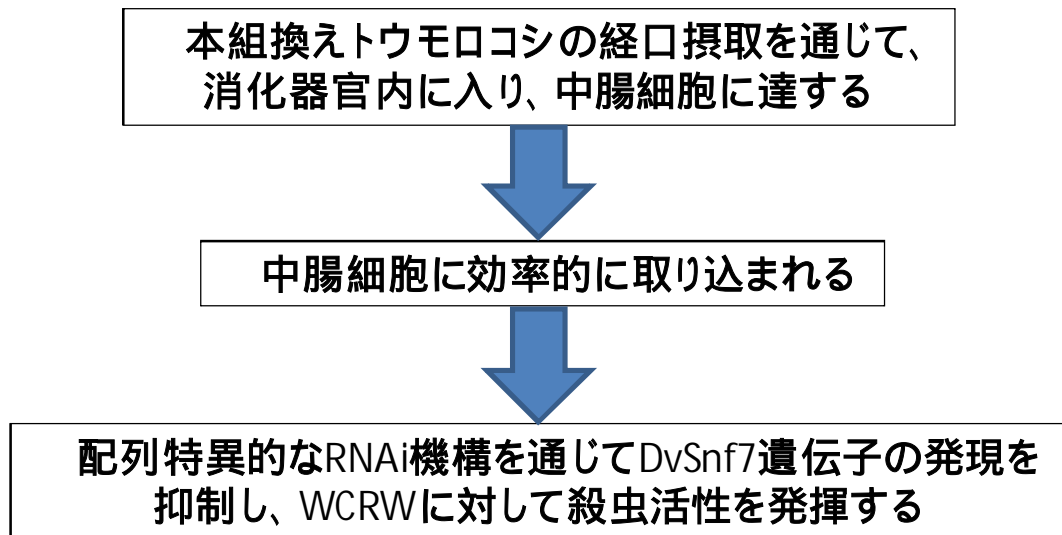 本組換えトウモロコシの経口摂取を通じて、
消化器官内に入り、中腸細胞に達する
中腸細胞に効率的に取り込まれる
配列特異的なRNAi機構を通じてDvSnf7遺伝子の発現を
抑制し、WCRWに対して殺虫活性を発揮する